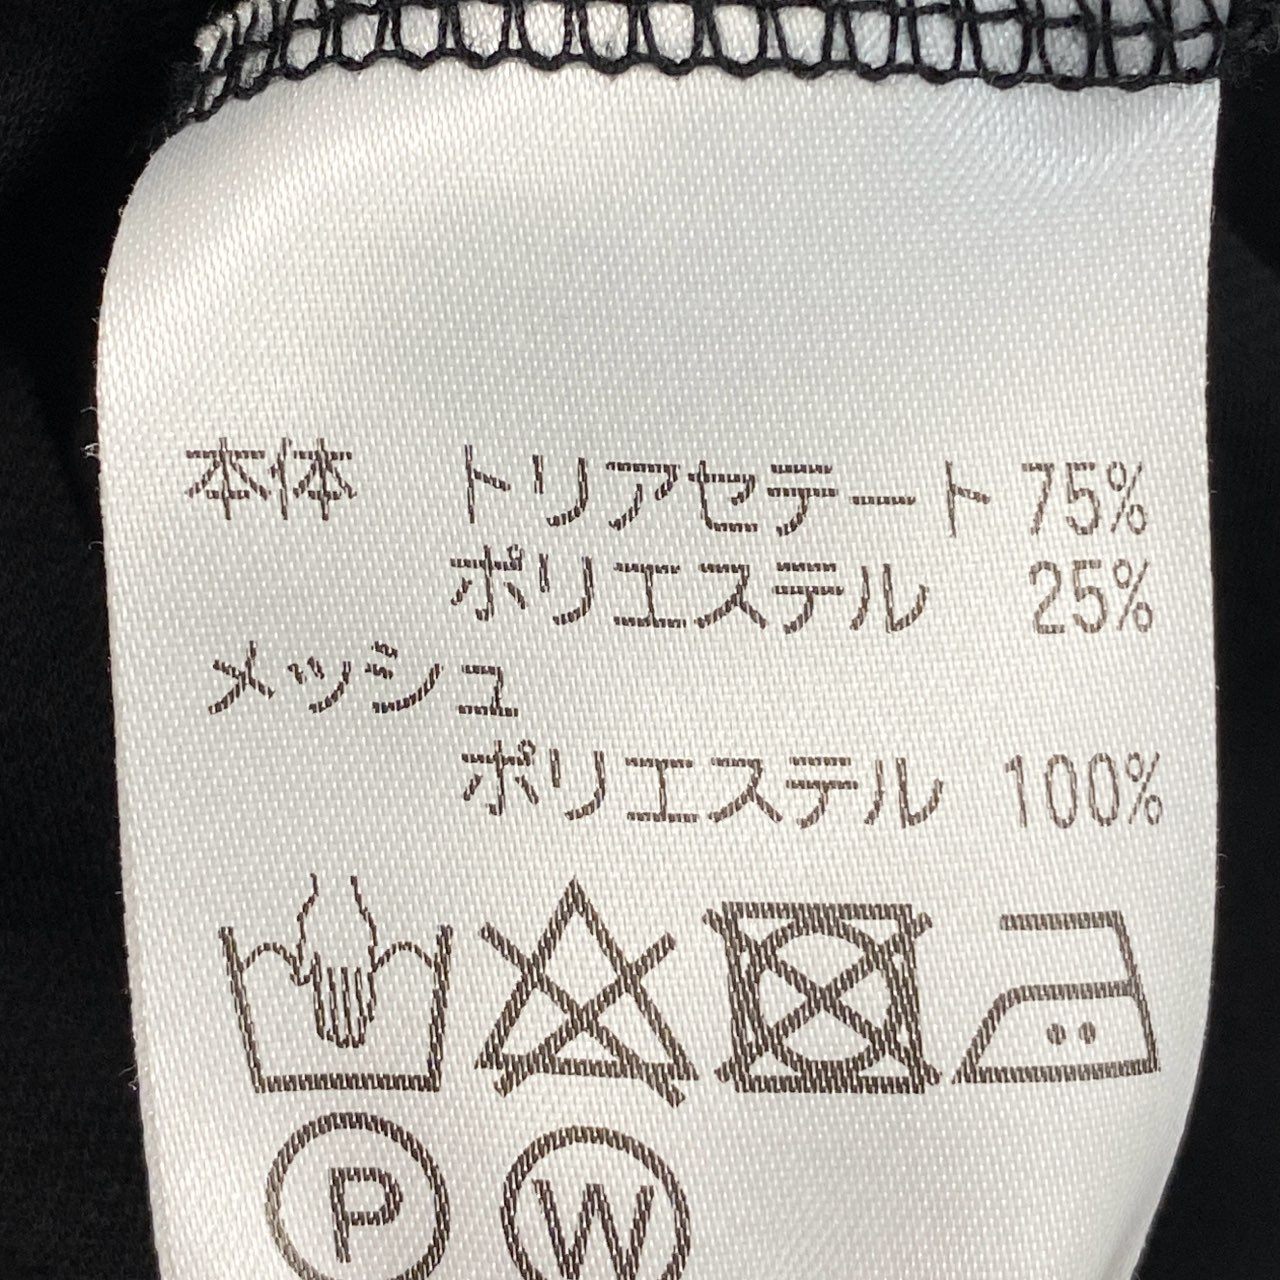 本体 トリアセテート 75%
ポリエステル 25%
メッシュ
ポリエステル 100%
P W